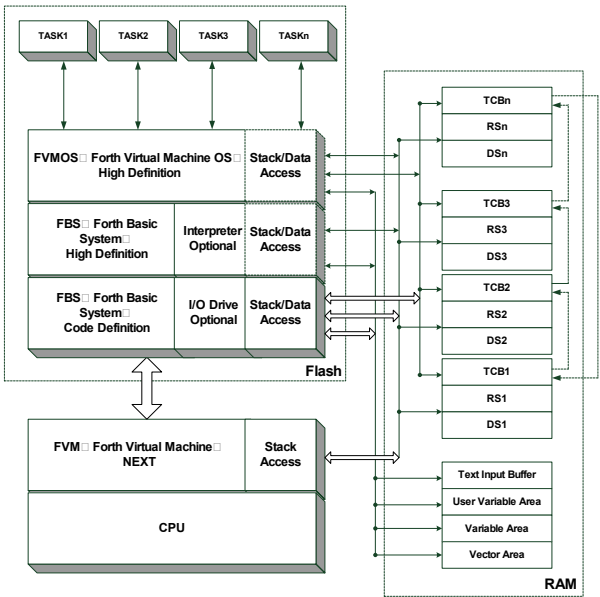 TASK1
TASK2
TASK3
TASKn
FVMOS□ Forth Virtual Machine OS□
High Definition
Stack/Data
Access
FBS□ Forth Basic
System□
High Definition
Interpreter
Optional
Stack/Data
Access
FBS□ Forth Basic
System□
Code Definition
I/O Drive
Optional
Stack/Data
Access
Flash
FVM□ Forth Virtual Machine□
NEXT
Stack
Access
CPU
TCBn
RSn
DSn
TCB3
RS3
DS3
TCB2
RS2
DS2
TCB1
RS1
DS1
Text Input Buffer
User Variable Area
Variable Area
Vector Area
RAM